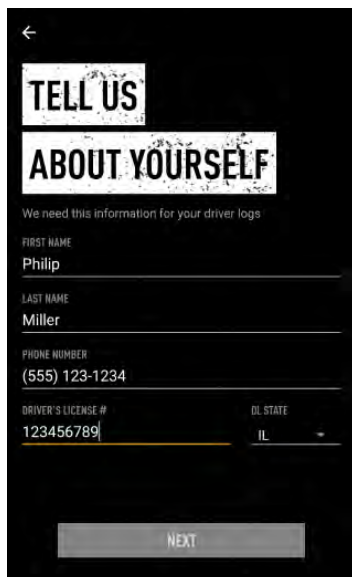 TELL US
ABOUT YOURSELF
We need this information for your driver logs
FIRST NAME
Philip
LAST NAME
Miller
PHONE NUMBER
(555) 123-1234
DRIVER'S LICENSE # DL STATE
123456789 IL
NEXT